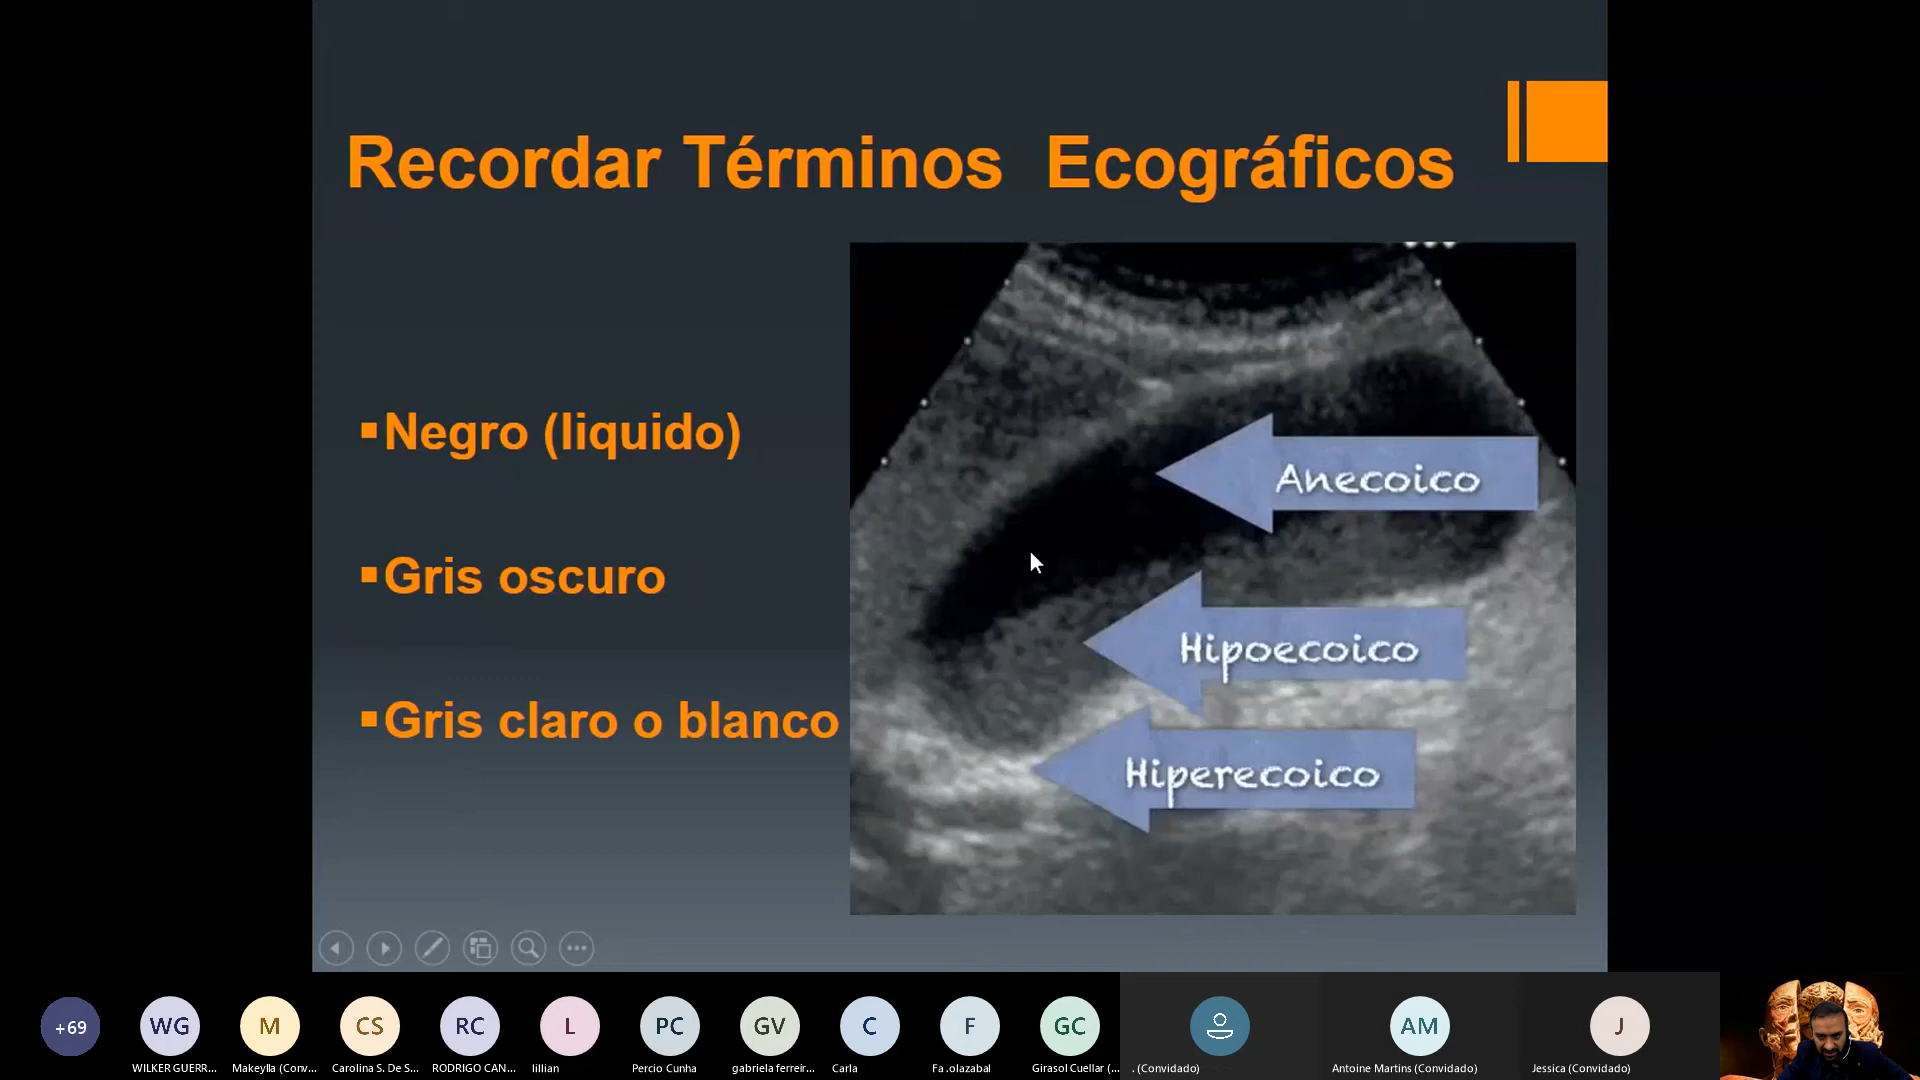 Recordar Términos Ecográficos
Negro (liquido)
Gris oscuro
Gris claro o blanco
Anecoico
Hipoecoico
Hiperecoico
+69
WG
M
CS
RC
L
PC
GV
C
F
GC
AM
J
WILKER GUERR...
Makeylla (Conv...
Carolina S. De S...
RODRIGO CAN...
lillian
Percio Cunha
gabriela ferreir...
Carla
Fa .olazabal
Girasol Cuellar (...
. (Convidado)
Antoine Martins (Convidado)
Jessica (Convidado)